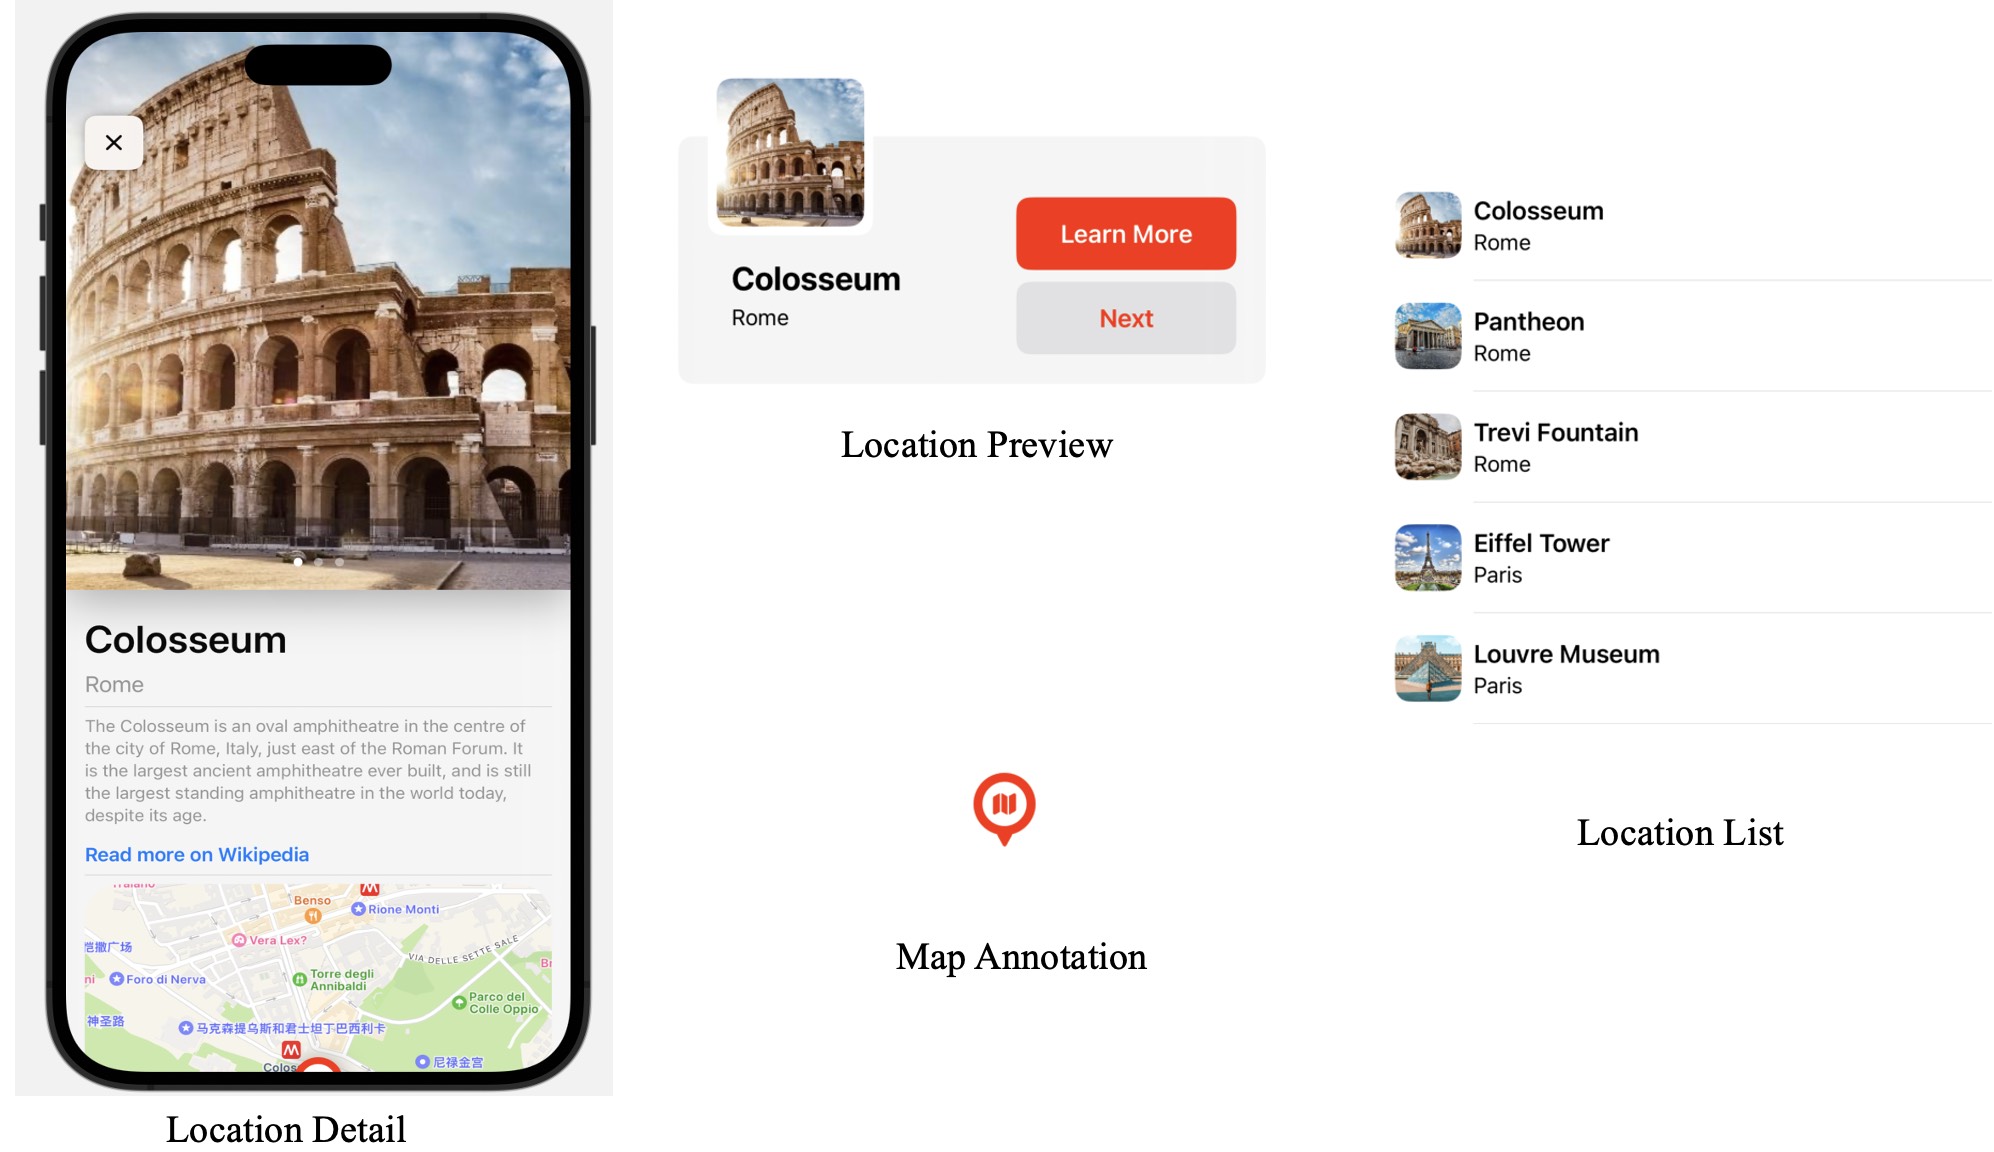 Colosseum
Rome
The Colosseum is an oval amphitheatre in the centre of
the city of Rome, Italy, just east of the Roman Forum. It
is the largest ancient amphitheatre ever built, and is still
the largest standing amphitheatre in the world today,
despite its age.
Read more on Wikipedia
Benso
Rione Monti
Vera Lex?
恺撒广场
VIA DELLE SETTE SALE
ni
Foro di Nerva
Torre degli
Annibaldi
Parco del
Colle Oppio
神圣路
马克森提乌斯和君士坦丁巴西利卡
尼禄金宫
Location Detail
Colosseum
Rome
Learn More
Next
Location Preview
Map Annotation
Colosseum
Rome
Pantheon
Rome
Trevi Fountain
Rome
Eiffel Tower
Paris
Louvre Museum
Paris
Location List